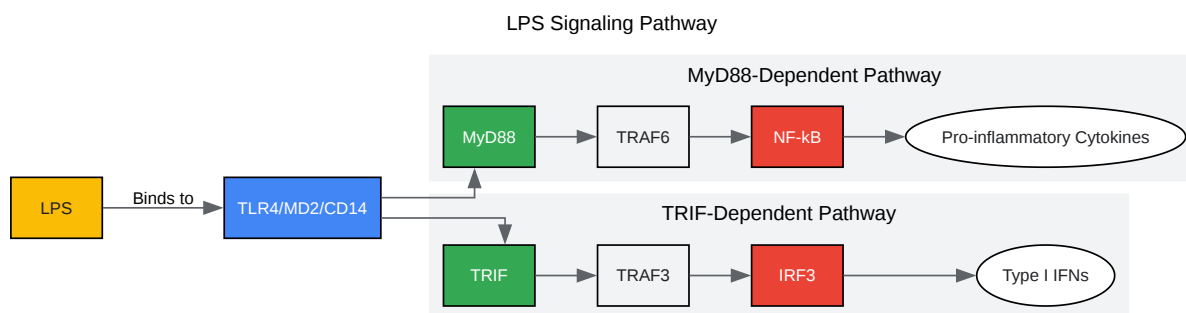 LPS Signaling Pathway
MyD88-Dependent Pathway
MyD88
TRAF6
NF-kB
Pro-inflammatory Cytokines
LPS
Binds to
TLR4/MD2/CD14
TRIF-Dependent Pathway
TRIF
TRAF3
IRF3
Type I IFNs